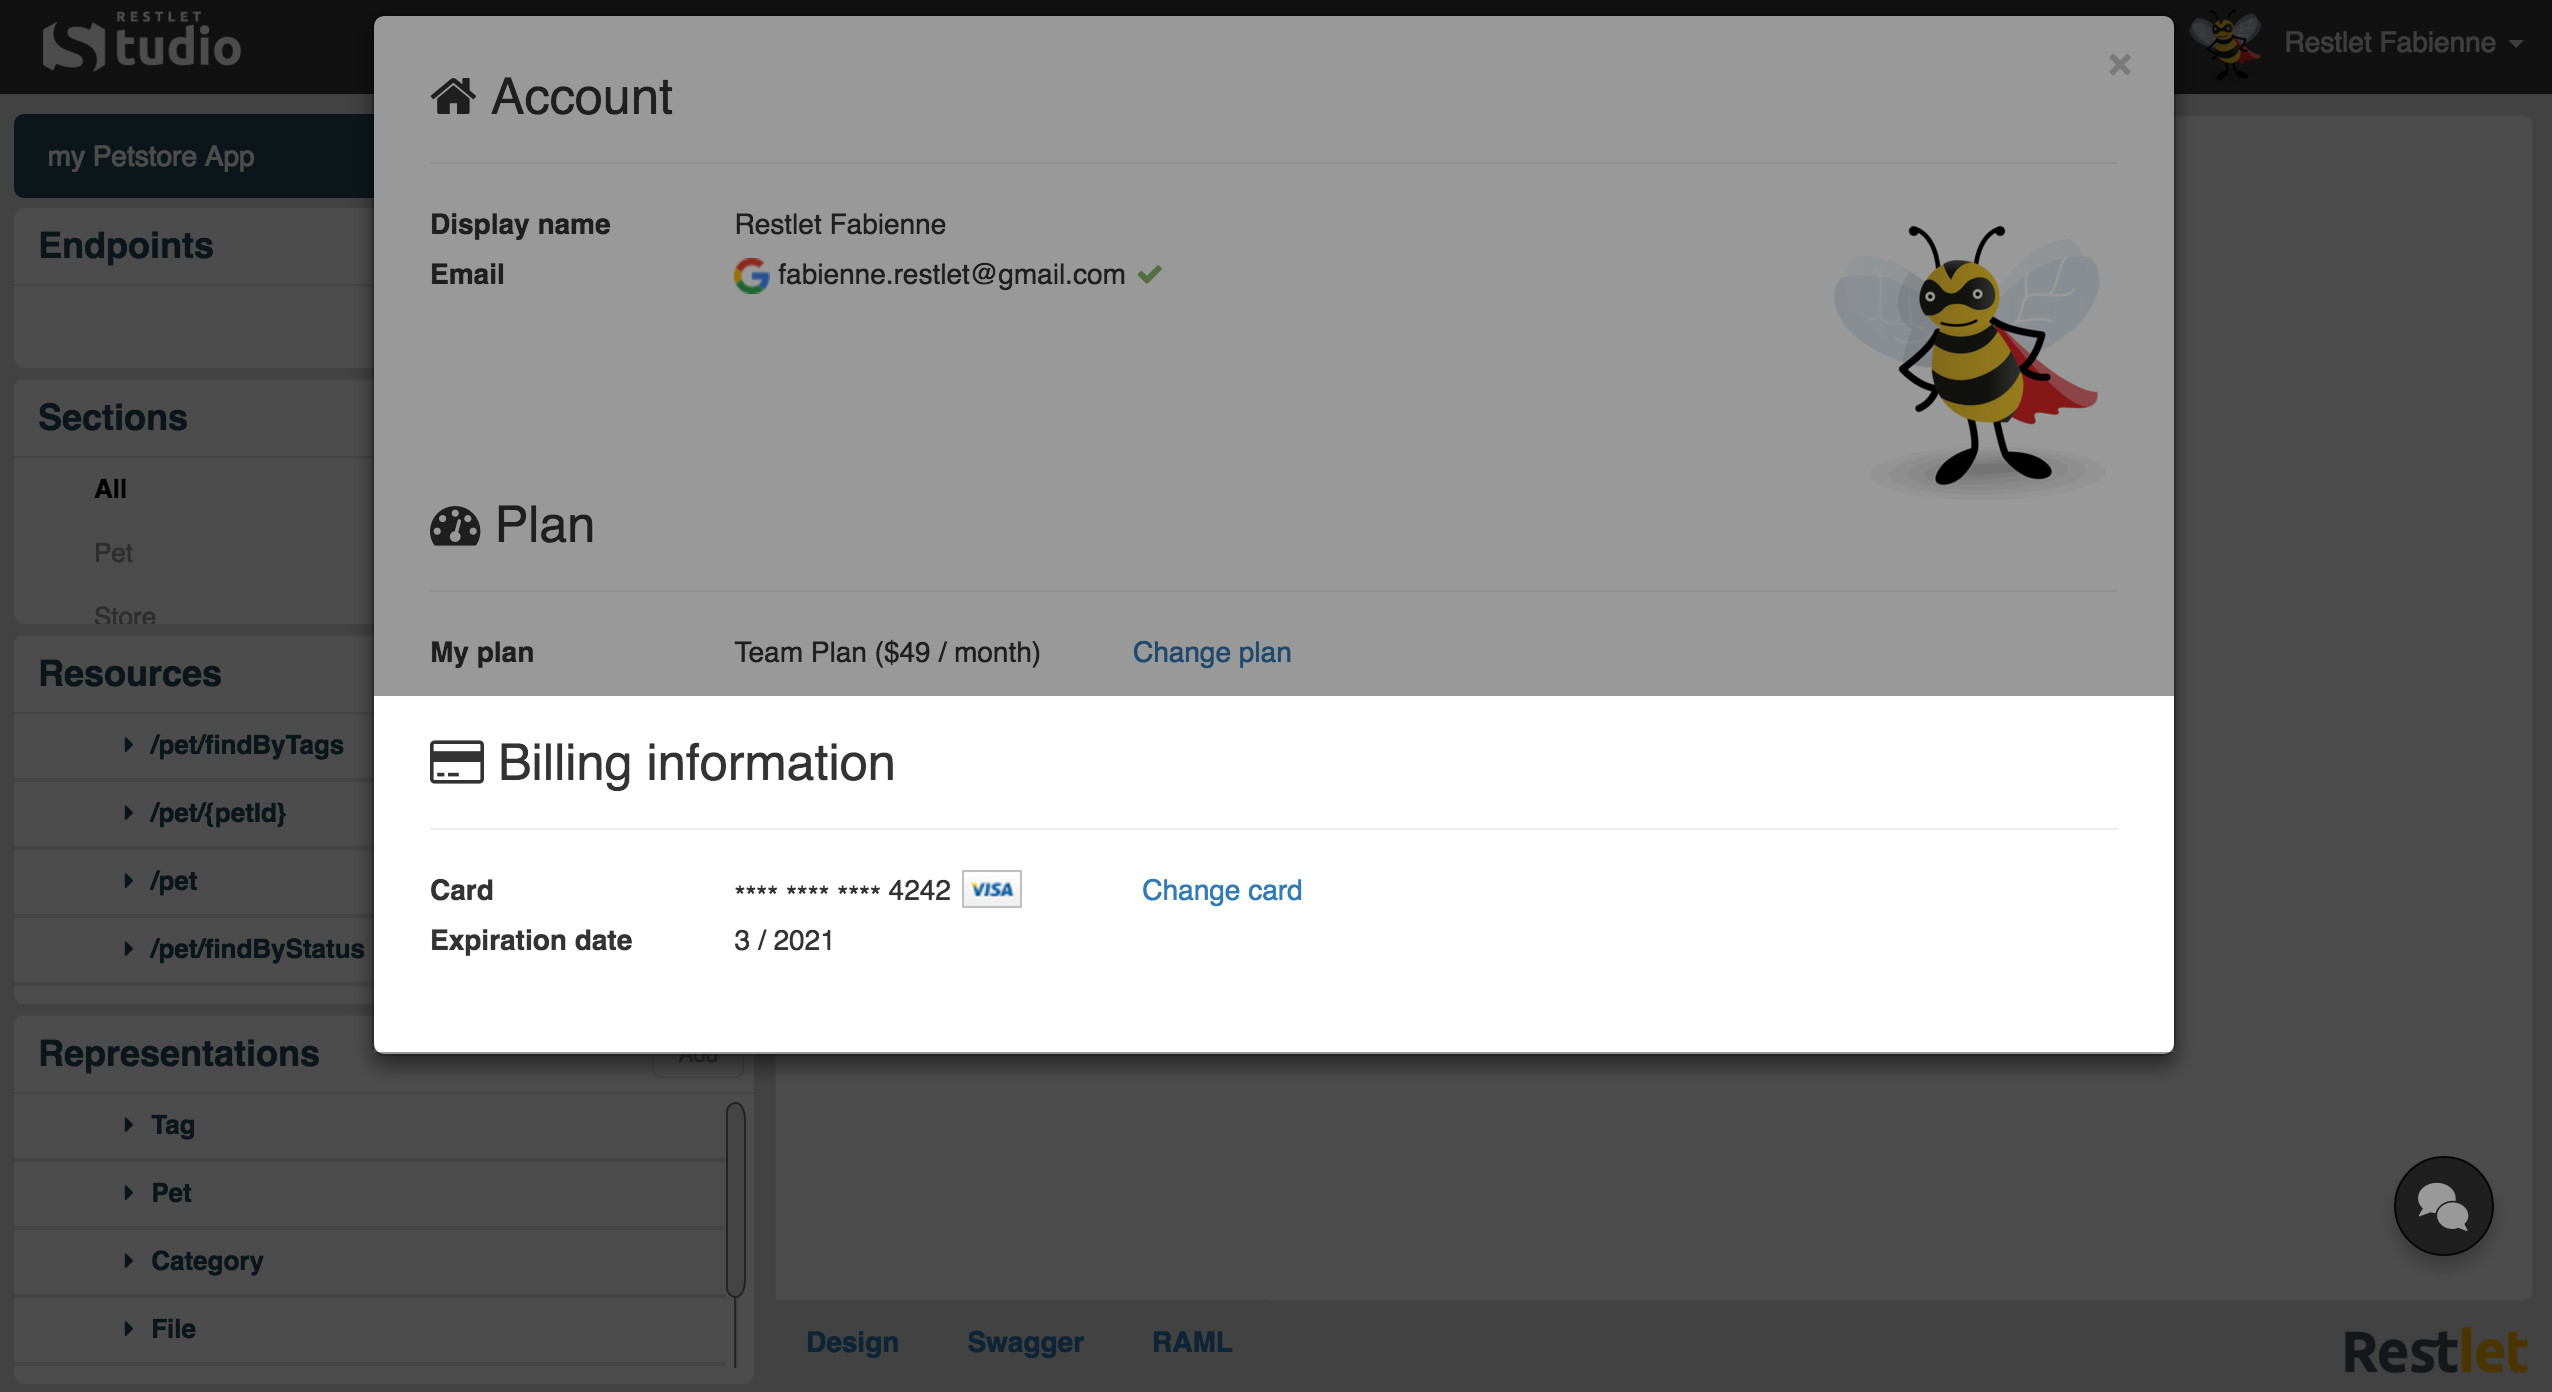 RESTLET
Studio
Restlet Fabienne
my Petstore App
Endpoints
Sections
All
Pet
Store
Resources
/pet/findByTags
/pet/{petId}
/pet
/pet/findByStatus
Representations
Add
Tag
Pet
Category
File
×
Account
Display name Restlet Fabienne
Email fabienne.restlet@gmail.com
Plan
My plan Team Plan ($49 / month) Change plan
Billing information
Card **** **** **** 4242 VISA Change card
Expiration date 3 / 2021
Design Swagger RAML
Restlet